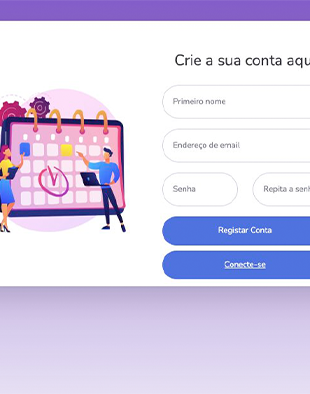 Crie a sua conta aqu
Primeiro nome
Endereço de email
Senha
Repita a senh
Registar Conta
Conecte-se